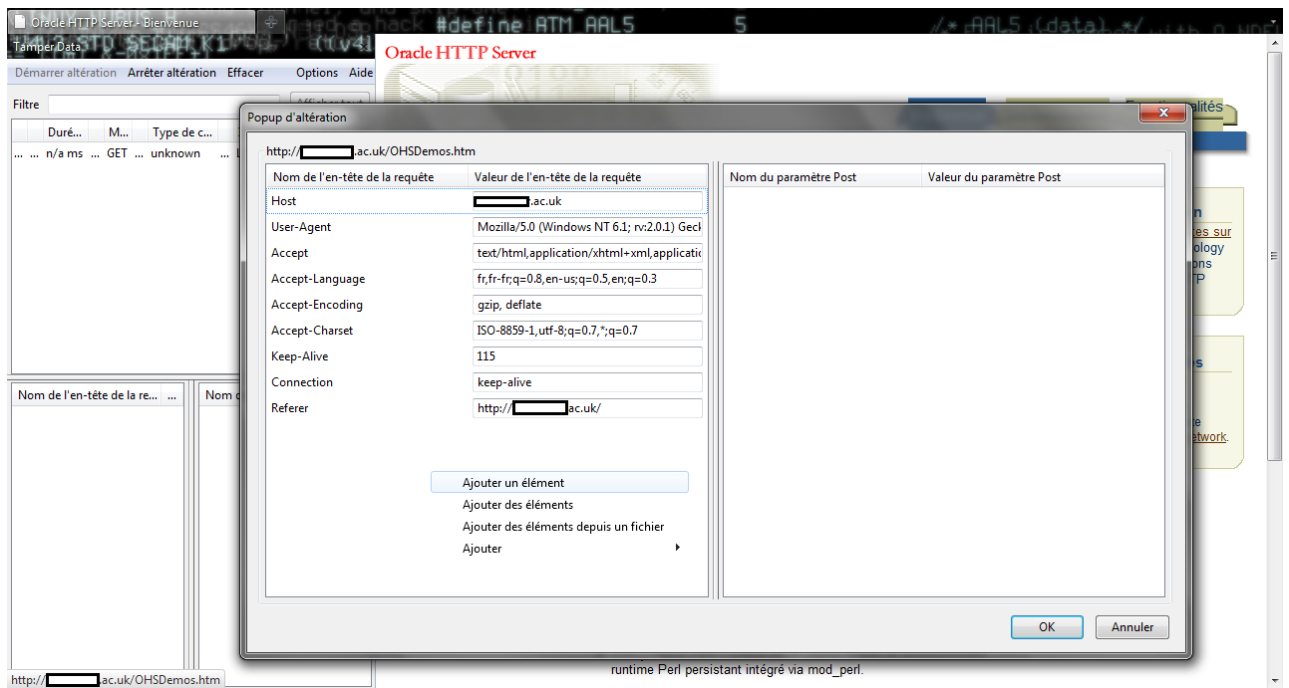 Oracle HTTP Server - Bienvenue
hack #define ATM_AAL5 5 /* AAL5 (data) */
Tamper Data
Oracle HTTP Server
Démarrer altération Arrêter altération Effacer Options Aide
Filtre
Popup d'altération
Duré... M... Type de c...
... ... n/a ms ... GET ... unknown ...
http:// .ac.uk/OHSDemos.htm
Nom de l'en-tête de la requête Valeur de l'en-tête de la requête Nom du paramètre Post Valeur du paramètre Post
Host .ac.uk
User-Agent Mozilla/5.0 (Windows NT 6.1; rv:2.0.1)
Accept text/html,application/xhtml+xml,
Accept-Language fr,fr-fr;q=0.8,en-us;q=0.5,en;q=0.3
Accept-Encoding gzip, deflate
Accept-Charset ISO-8859-1,utf-8;q=0.7,*;q=0.7
Keep-Alive 115
Connection keep-alive
Referer http:// ac.uk/
Nom de l'en-tête de la re... ...
Ajouter un élément
Ajouter des éléments
Ajouter des éléments depuis un fichier
Ajouter
OK Annuler
runtime Perl persistant intégré via mod_perl.
http:// .ac.uk/OHSDemos.htm